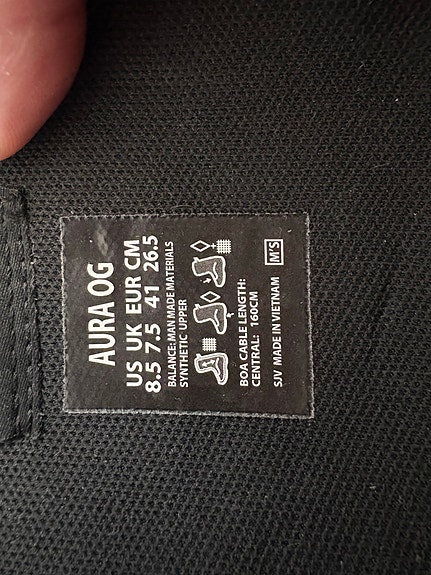 AURA OG
US UK EUR CM
8.5 7.5 41 26.5
BALANCE: MAN MADE MATERIALS
SYNTHETIC UPPER
BOA CABLE LENGTH:
CENTRAL: 160CM
SJV MADE IN VIETNAM M'S